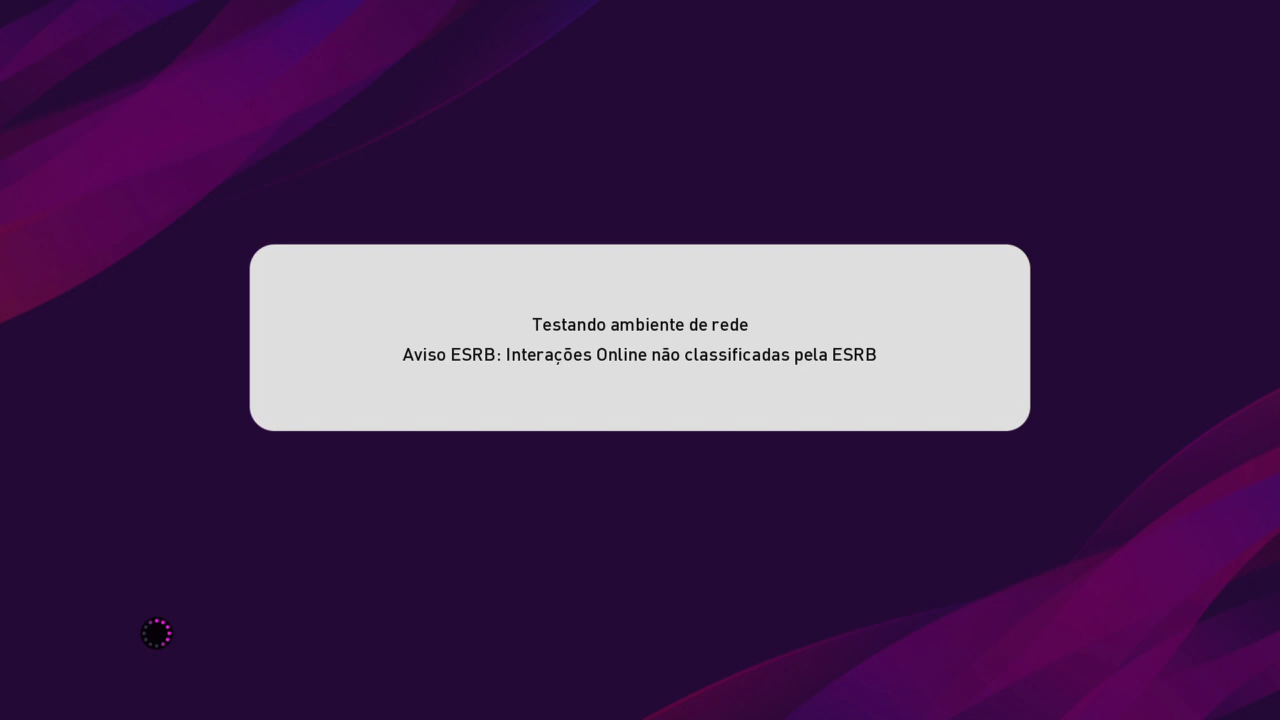 Testando ambiente de rede
Aviso ESRB: Interações Online não classificadas pela ESRB